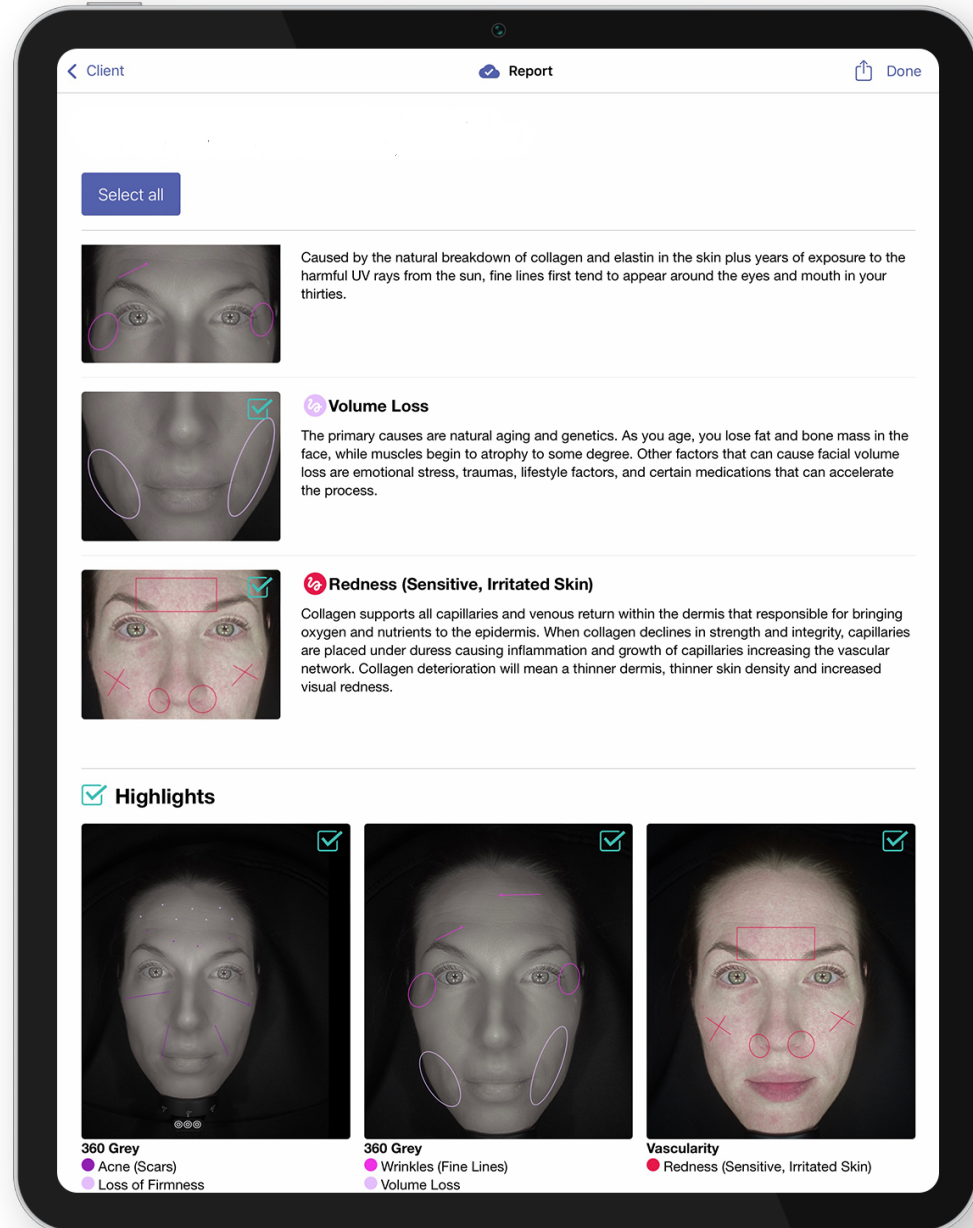 Client
Report
Done
Select all
Caused by the natural breakdown of collagen and elastin in the skin plus years of exposure to the
harmful UV rays from the sun, fine lines first tend to appear around the eyes and mouth in your
thirties.
Volume Loss
The primary causes are natural aging and genetics. As you age, you lose fat and bone mass in the
face, while muscles begin to atrophy to some degree. Other factors that can cause facial volume
loss are emotional stress, traumas, lifestyle factors, and certain medications that can accelerate
the process.
Redness (Sensitive, Irritated Skin)
Collagen supports all capillaries and venous return within the dermis that responsible for bringing
oxygen and nutrients to the epidermis. When collagen declines in strength and integrity, capillaries
are placed under duress causing inflammation and growth of capillaries increasing the vascular
network. Collagen deterioration will mean a thinner dermis, thinner skin density and increased
visual redness.
Highlights
360 Grey
Acne (Scars)
Loss of Firmness
360 Grey
Wrinkles (Fine Lines)
Volume Loss
Vascularity
Redness (Sensitive, Irritated Skin)